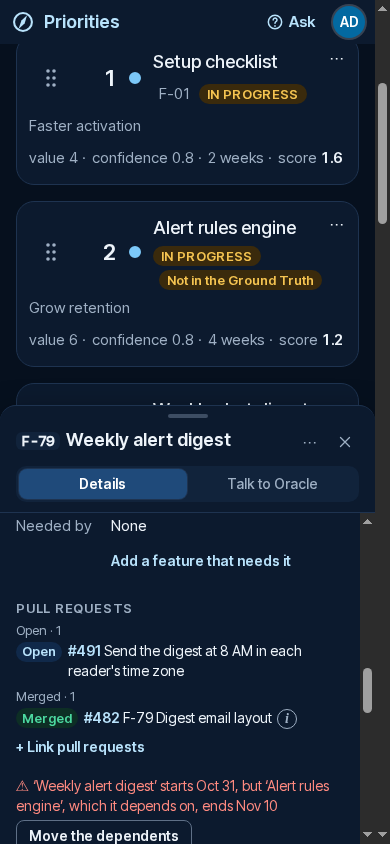 Priorities
Ask
AD
Setup checklist
...
1
F-01 IN PROGRESS
Faster activation
value 4 · confidence 0.8 · 2 weeks · score 1.6
Alert rules engine
...
2
IN PROGRESS
Not in the Ground Truth
Grow retention
value 6 · confidence 0.8 · 4 weeks · score 1.2
F-79 Weekly alert digest
...
Details
Talk to Oracle
Needed by None
Add a feature that needs it
PULL REQUESTS
Open · 1
Open #491 Send the digest at 8 AM in each
reader's time zone
Merged · 1
Merged #482 F-79 Digest email layout i
+ Link pull requests
⚠ ‘Weekly alert digest’ starts Oct 31, but ‘Alert rules
engine’, which it depends on, ends Nov 10
Move the dependents